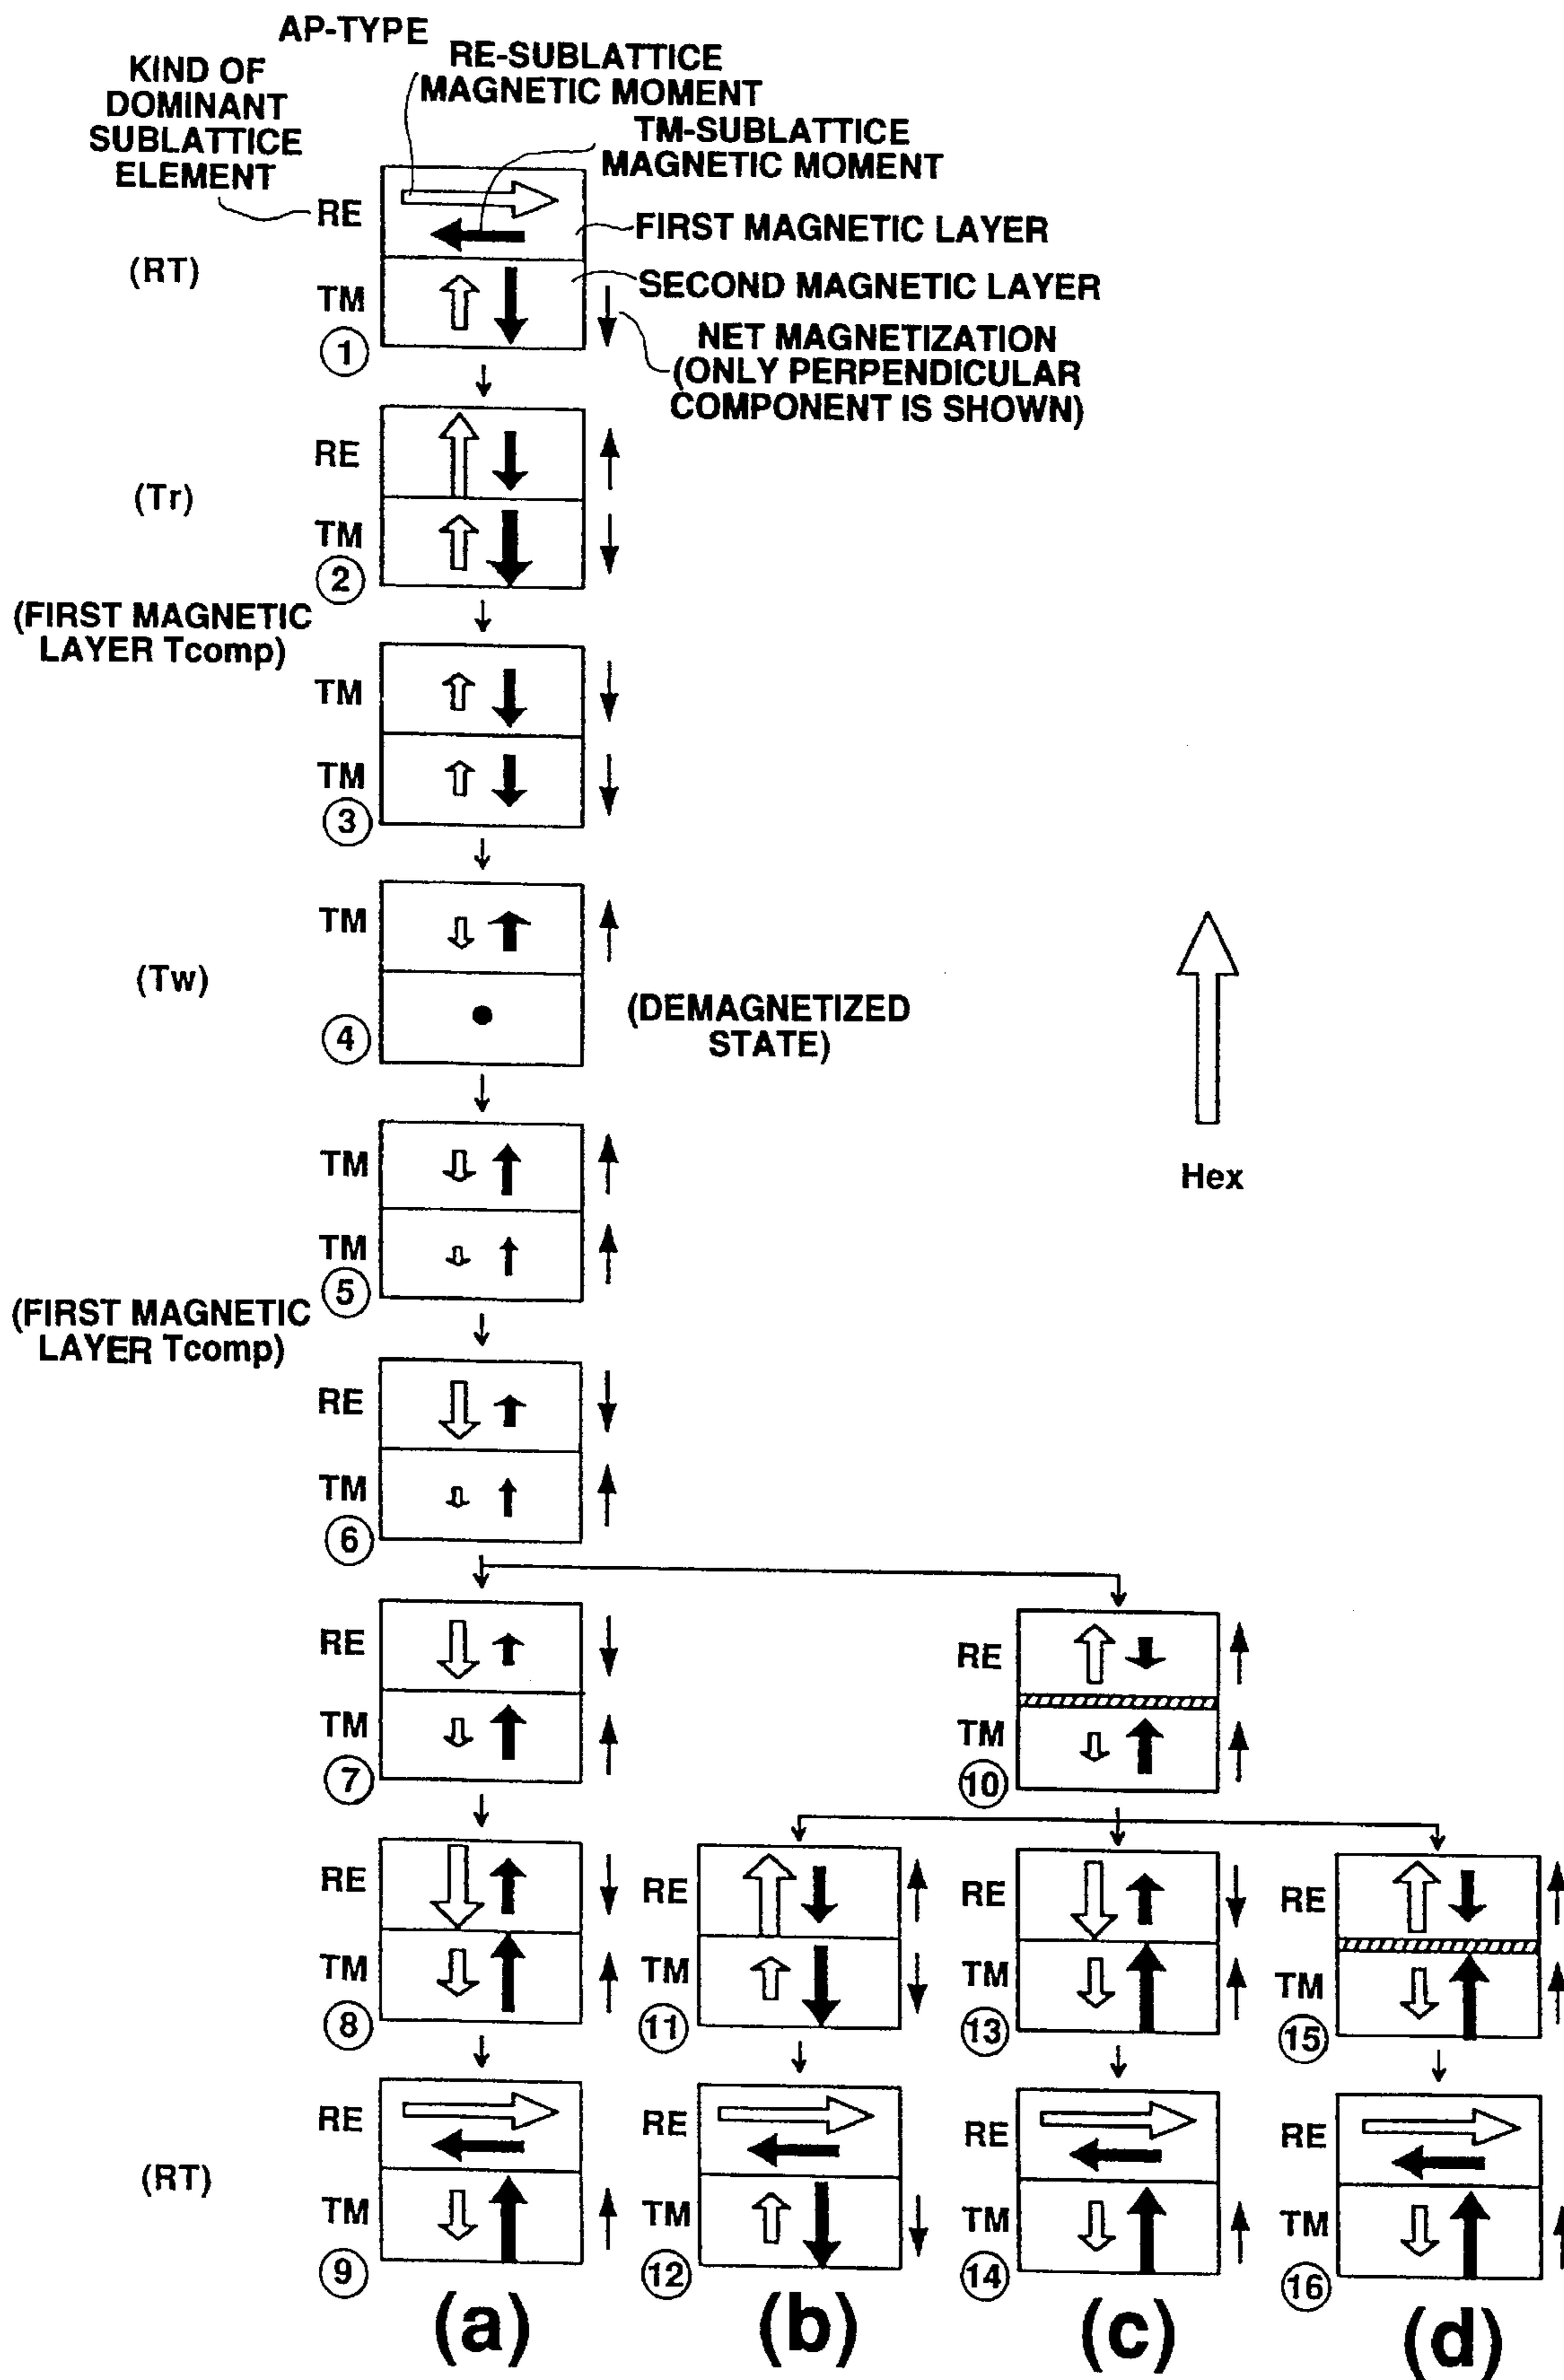 AP-TYPE
RE-SUBLATTICE
MAGNETIC MOMENT
KIND OF
DOMINANT
SUBLATTICE
ELEMENT
TM-SUBLATTICE
MAGNETIC MOMENT
RE
FIRST MAGNETIC LAYER
(RT)
SECOND MAGNETIC LAYER
TM
1
NET MAGNETIZATION
(ONLY PERPENDICULAR
COMPONENT IS SHOWN)
RE
(Tr)
TM
2
(FIRST MAGNETIC
LAYER Tcomp)
TM
TM
3
TM
(Tw)
4
(DEMAGNETIZED
STATE)
Hex
TM
TM
5
(FIRST MAGNETIC
LAYER Tcomp)
RE
TM
6
RE
TM
7
RE
TM
10
RE
TM
8
RE
TM
11
RE
TM
13
RE
TM
15
(RT)
RE
TM
9
RE
TM
12
RE
TM
14
RE
TM
16
(a)
(b)
(c)
(d)